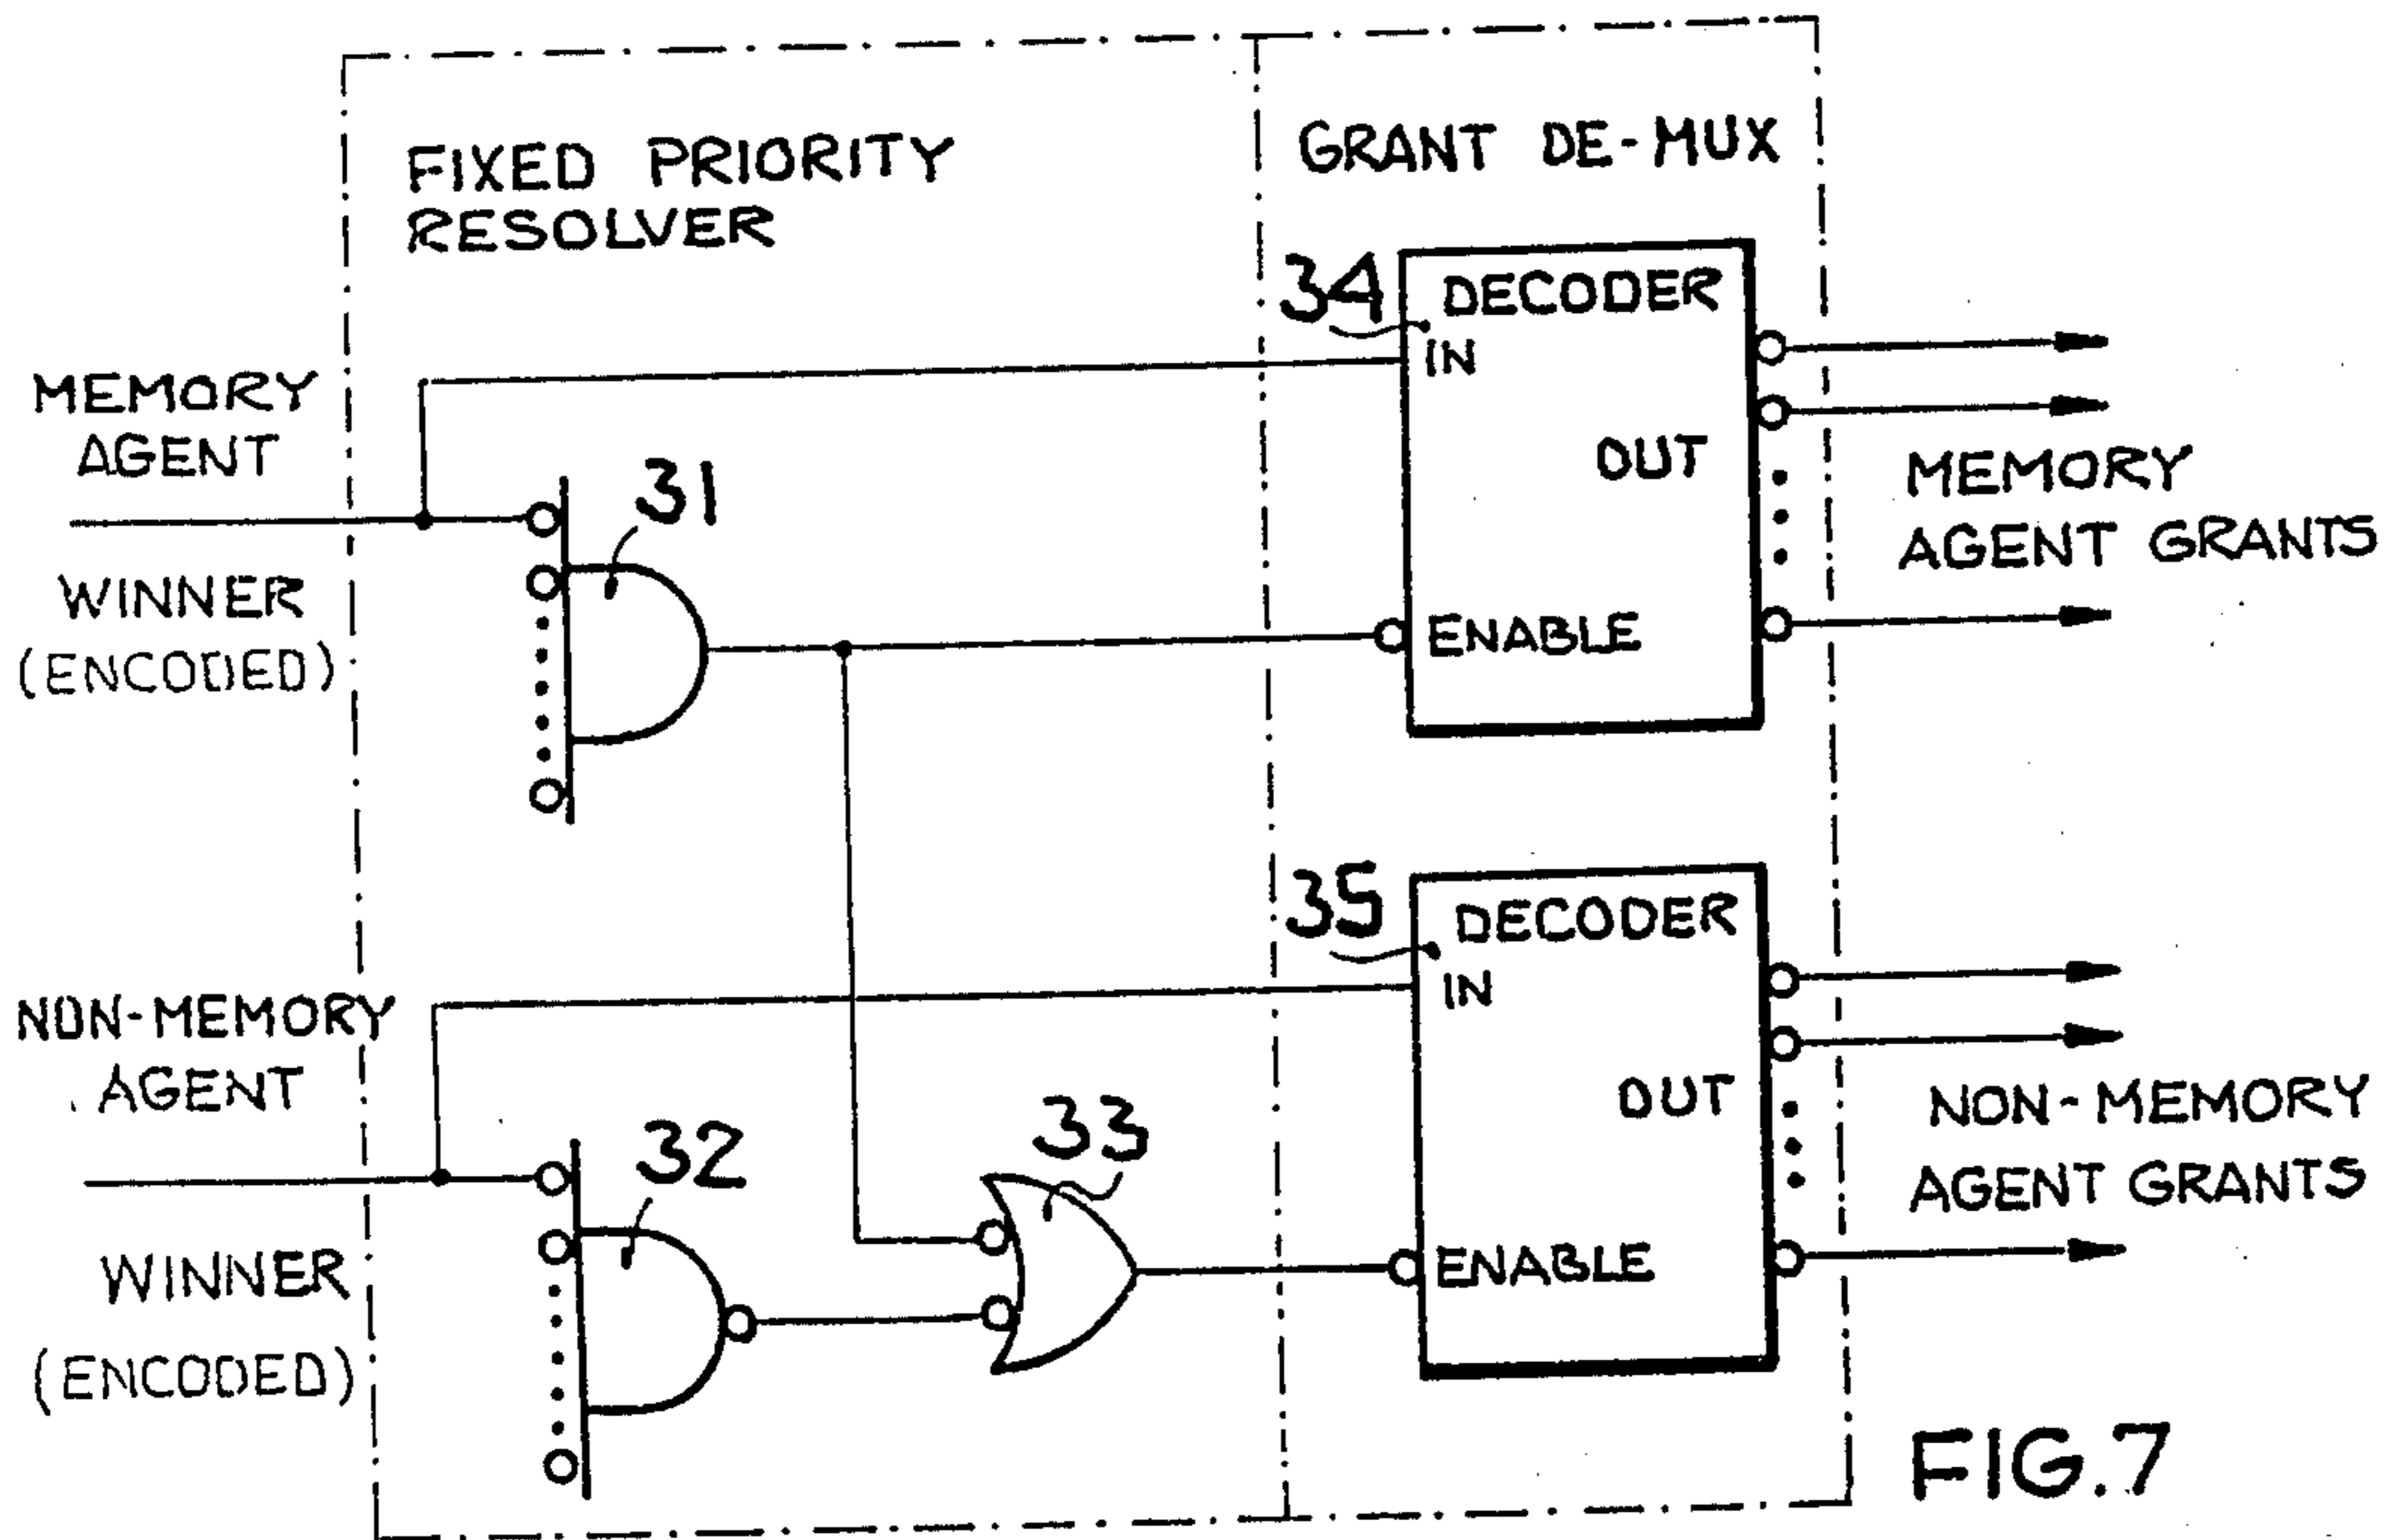 FIXED PRIORITY
RESOLVER
GRANT DE-MUX
34
DECODER
IN
OUT
ENABLE
MEMORY
AGENT
WINNER
(ENCODED)
31
MEMORY
AGENT GRANTS
35
DECODER
IN
OUT
ENABLE
NON-MEMORY
AGENT
WINNER
(ENCODED)
32
33
NON-MEMORY
AGENT GRANTS
FIG.7